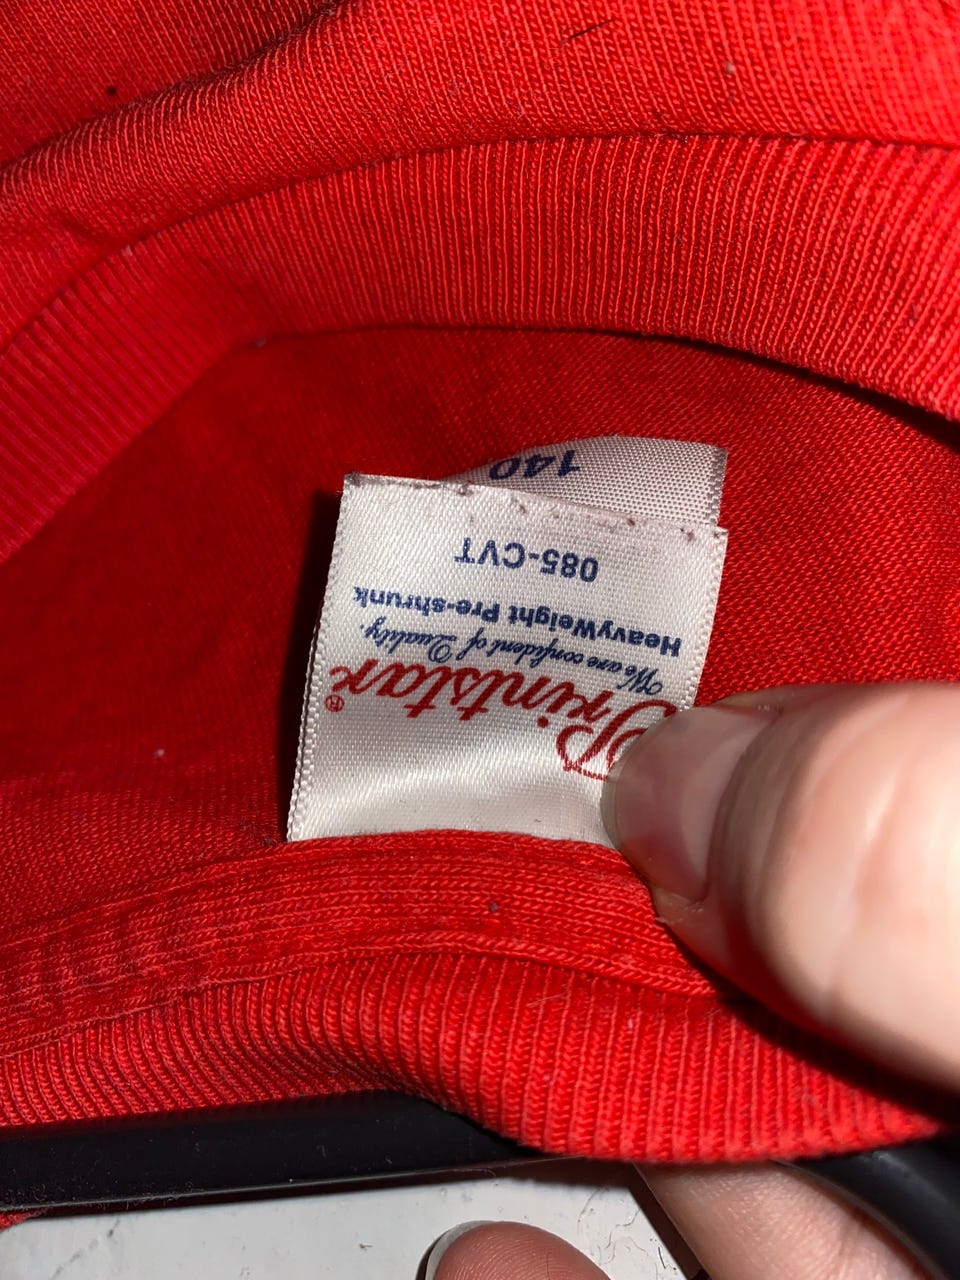 Printstar®
We are confident of Quality.
HeavyWeight Pre-shrunk
085-CVT
140